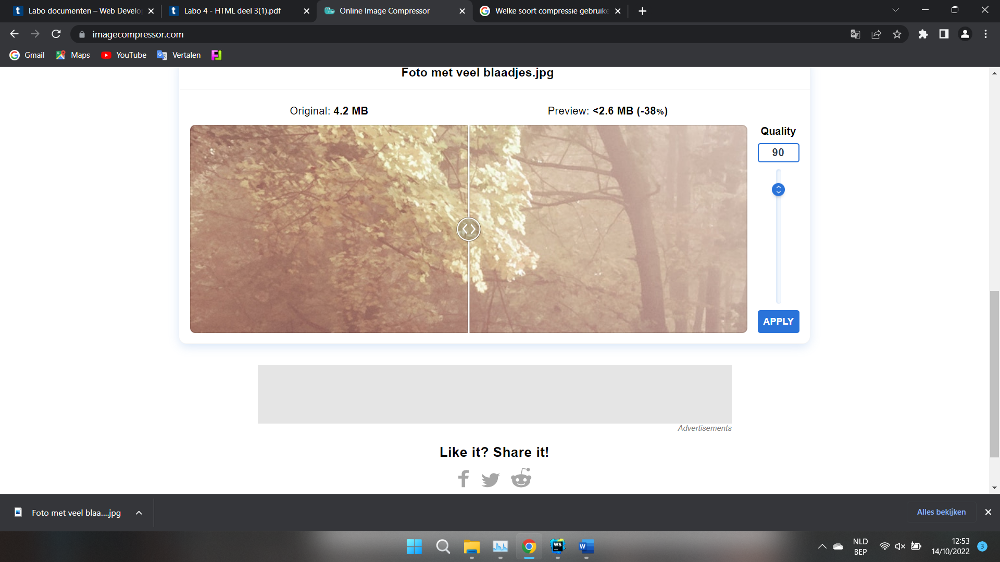 Labo documenten – Web Develo
Labo 4 - HTML deel 3(1).pdf
Online Image Compressor
Welke soort compressie gebruike
imagecompressor.com
Gmail
Maps
YouTube
Vertalen
Foto met veel blaadjes.jpg
Original: 4.2 MB
Preview: <2.6 MB (-38%)
Quality
90
APPLY
Advertisements
Like it? Share it!
Foto met veel blaa....jpg
Alles bekijken
NLD
BEP
12:53
14/10/2022
3